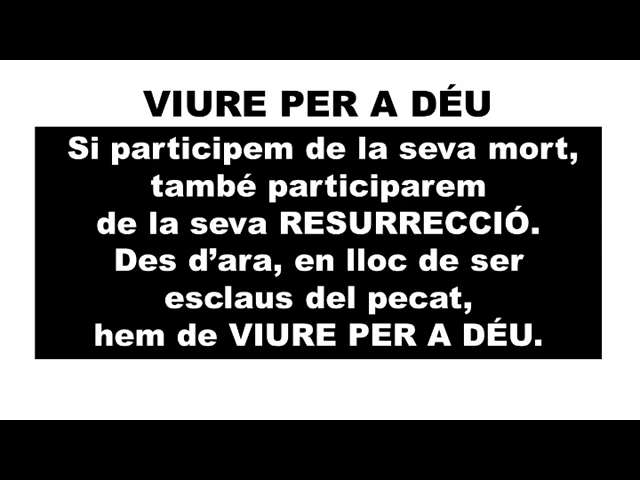 VIURE PER A DÉU
Si participem de la seva mort,
també participarem
de la seva RESURRECCIÓ.
Des d’ara, en lloc de ser
esclaus del pecat,
hem de VIURE PER A DÉU.